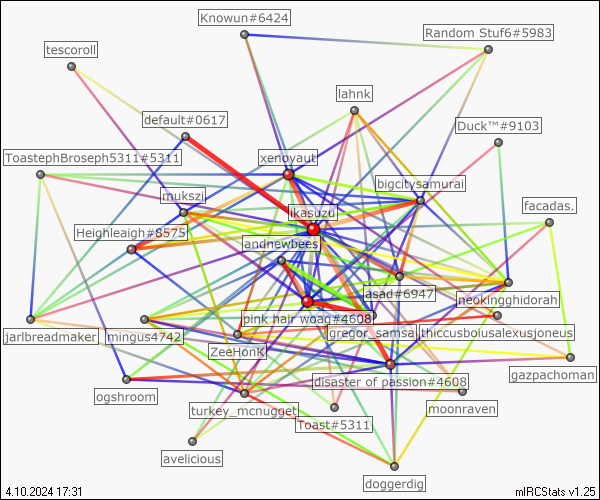 Knowun#6424
Random Stuf6#5983
tescoroll
lahnk
default#0617
Duck™#9103
ToastephBroseph5311#5311
xenoyaut
bigcitysamurai
mukszi
facadas.
ikasuzu
Heighleaigh#8575
andnewbees
asad#6947
neokingghidorah
pink hair woag#4608
gregor_samsa
thiccusboiusalexusjoneus
jarlbreadmaker
mingus4742
ZeeHonK
gazpachoman
disaster of passion#4608
ogshroom
turkey_mcnugget
moonraven
Toast#5311
avelicious
doggerdig
4.10.2024 17:31
mIRCStats v1.25